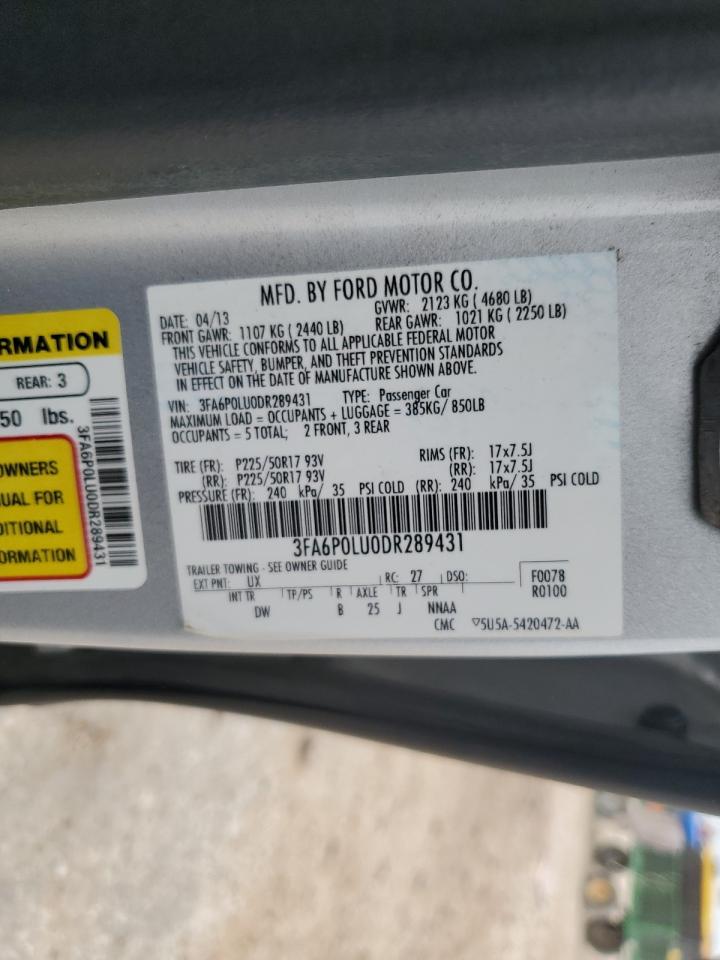 MFD. BY FORD MOTOR CO.
DATE: 04/13 GVWR: 2123 KG ( 4680 LB)
FRONT GAWR: 1107 KG ( 2440 LB) REAR GAWR: 1021 KG (2250 LB)
THIS VEHICLE CONFORMS TO ALL APPLICABLE FEDERAL MOTOR
VEHICLE SAFETY, BUMPER, AND THEFT PREVENTION STANDARDS
IN EFFECT ON THE DATE OF MANUFACTURE SHOWN ABOVE.
VIN: 3FA6P0LU0DR289431 TYPE: Passenger Car
MAXIMUM LOAD = OCCUPANTS + LUGGAGE = 385KG/ 850LB
OCCUPANTS = 5 TOTAL; 2 FRONT, 3 REAR
TIRE (FR): P225/50R17 93V RIMS (FR): 17x7.5J
(RR): P225/50R17 93V (RR): 17x7.5J
PRESSURE (FR): 240 kPa/ 35 PSI COLD (RR): 240 kPa/ 35 PSI COLD
3FA6P0LU0DR289431
TRAILER TOWING - SEE OWNER GUIDE
EXT PNT: UX RC: 27 DSO: F0078
INT TR TP/PS R AXLE TR SPR R0100
DW B 25 J NNAA
CMC ▽5U5A-5420472-AA
RMATION
REAR: 3
50 lbs.
OWNERS
UAL FOR
DITIONAL
ORMATION
3FA6P0LU0DR289431